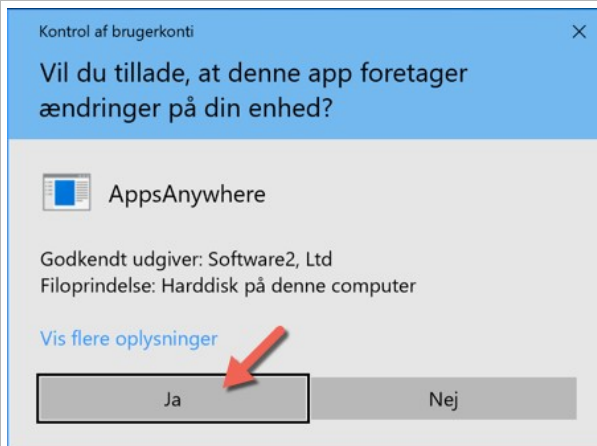 Kontrol af brugerkonti
Vil du tillade, at denne app foretager
ændringer på din enhed?
AppsAnywhere
Godkendt udgiver: Software2, Ltd
Filoprindelse: Harddisk på denne computer
Vis flere oplysninger
Ja
Nej